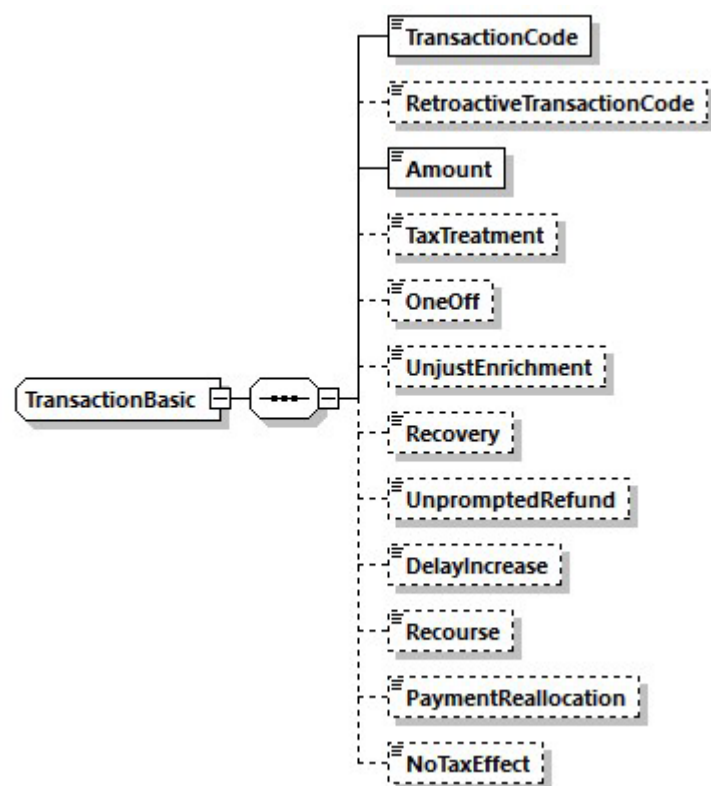 TransactionCode
RetroactiveTransactionCode
Amount
TaxTreatment
OneOff
UnjustEnrichment
TransactionBasic
Recovery
UnpromptedRefund
DelayIncrease
Recourse
PaymentReallocation
NoTaxEffect